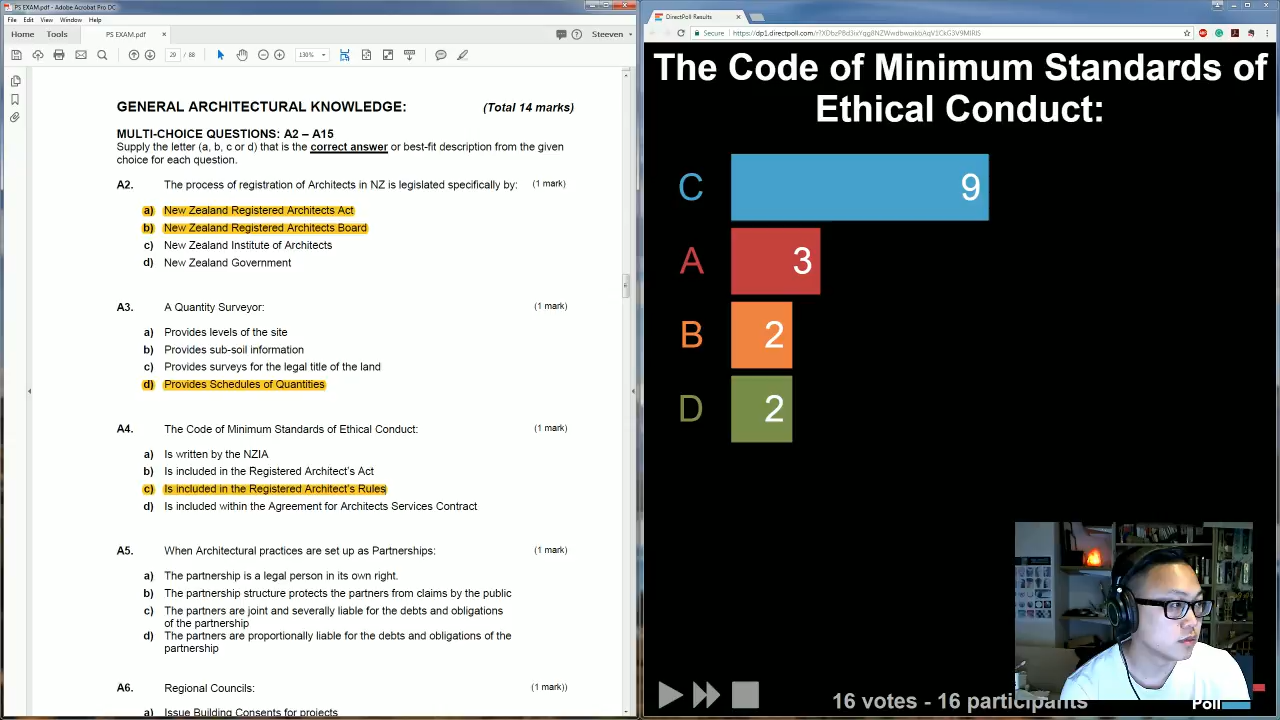 PS EXAM.pdf - Adobe Acrobat Pro DC
File Edit View Window Help
Home Tools PS EXAM.pdf × Steeven
29 / 88 130%
GENERAL ARCHITECTURAL KNOWLEDGE: (Total 14 marks)
MULTI-CHOICE QUESTIONS: A2 – A15
Supply the letter (a, b, c or d) that is the correct answer or best-fit description from the given
choice for each question.
A2. The process of registration of Architects in NZ is legislated specifically by: (1 mark)
a) New Zealand Registered Architects Act
b) New Zealand Registered Architects Board
c) New Zealand Institute of Architects
d) New Zealand Government
A3. A Quantity Surveyor: (1 mark)
a) Provides levels of the site
b) Provides sub-soil information
c) Provides surveys for the legal title of the land
d) Provides Schedules of Quantities
A4. The Code of Minimum Standards of Ethical Conduct: (1 mark)
a) Is written by the NZIA
b) Is included in the Registered Architect's Act
c) Is included in the Registered Architect's Rules
d) Is included within the Agreement for Architects Services Contract
A5. When Architectural practices are set up as Partnerships: (1 mark)
a) The partnership is a legal person in its own right.
b) The partnership structure protects the partners from claims by the public
c) The partners are joint and severally liable for the debts and obligations
of the partnership
d) The partners are proportionally liable for the debts and obligations of the
partnership
A6. Regional Councils: (1 mark))
a) Issue Building Consents for projects
DirectPoll Results ×
Secure
The Code of Minimum Standards of
Ethical Conduct:
C 9
A 3
B 2
D 2
16 votes - 16 participants
Poll